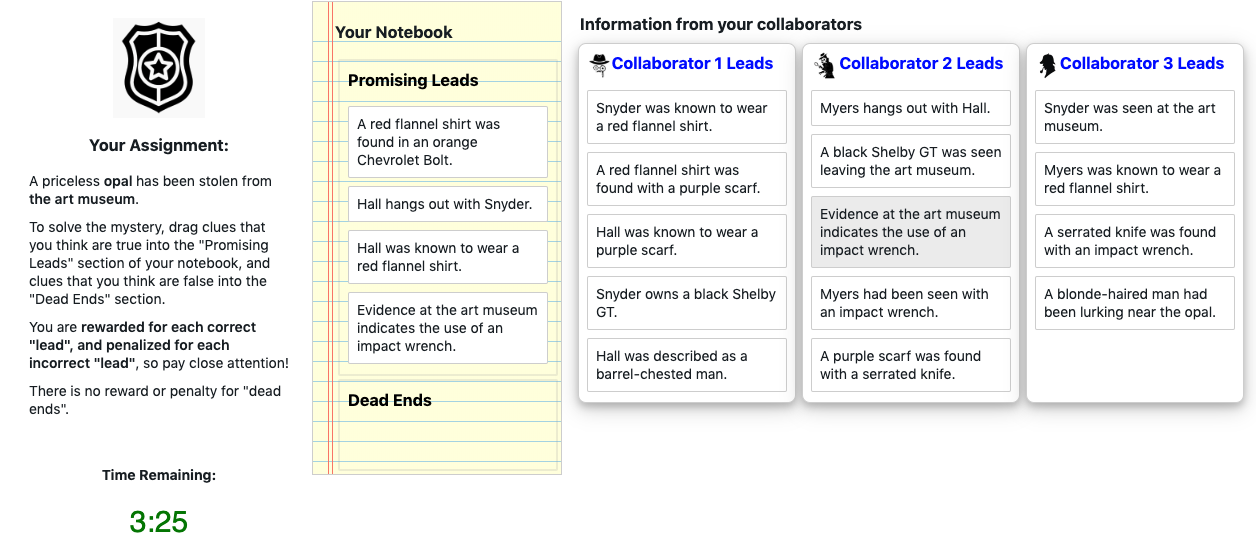 Your Assignment:
A priceless opal has been stolen from
the art museum.
To solve the mystery, drag clues that
you think are true into the "Promising
Leads" section of your notebook, and
clues that you think are false into the
"Dead Ends" section.
You are rewarded for each correct
"lead", and penalized for each
incorrect "lead", so pay close attention!
There is no reward or penalty for "dead
ends".
Time Remaining:
3:25
Your Notebook
Promising Leads
A red flannel shirt was
found in an orange
Chevrolet Bolt.
Hall hangs out with Snyder.
Hall was known to wear a
red flannel shirt.
Evidence at the art museum
indicates the use of an
impact wrench.
Dead Ends
Information from your collaborators
Collaborator 1 Leads
Snyder was known to wear
a red flannel shirt.
A red flannel shirt was
found with a purple scarf.
Hall was known to wear a
purple scarf.
Snyder owns a black Shelby
GT.
Hall was described as a
barrel-chested man.
Collaborator 2 Leads
Myers hangs out with Hall.
A black Shelby GT was seen
leaving the art museum.
Evidence at the art museum
indicates the use of an
impact wrench.
Myers had been seen with
an impact wrench.
A purple scarf was found
with a serrated knife.
Collaborator 3 Leads
Snyder was seen at the art
museum.
Myers was known to wear a
red flannel shirt.
A serrated knife was found
with an impact wrench.
A blonde-haired man had
been lurking near the opal.